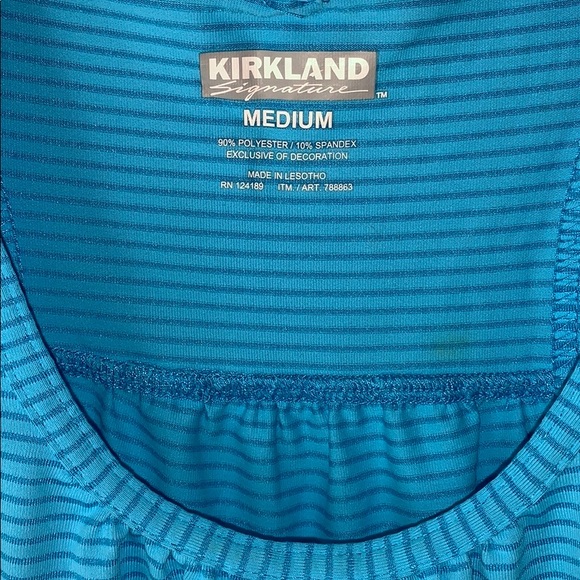 KIRKLAND
Signature ™
MEDIUM
90% POLYESTER / 10% SPANDEX
EXCLUSIVE OF DECORATION
MADE IN LESOTHO
RN 124189 ITM. / ART. 788863